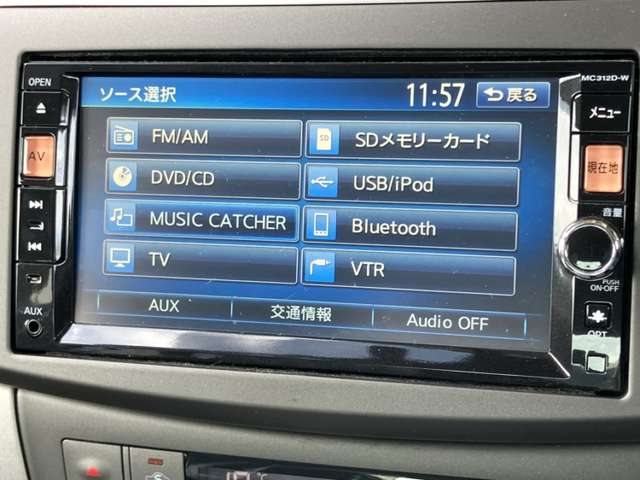 OPEN
MC312D-W
ソース選択
11:57
戻る
メニュー
FM/AM
SDメモリーカード
AV
DVD/CD
USB/iPod
現在地
MUSIC CATCHER
Bluetooth
音量
TV
VTR
PUSH
ON-OFF
AUX
交通情報
Audio OFF
AUX
OPT